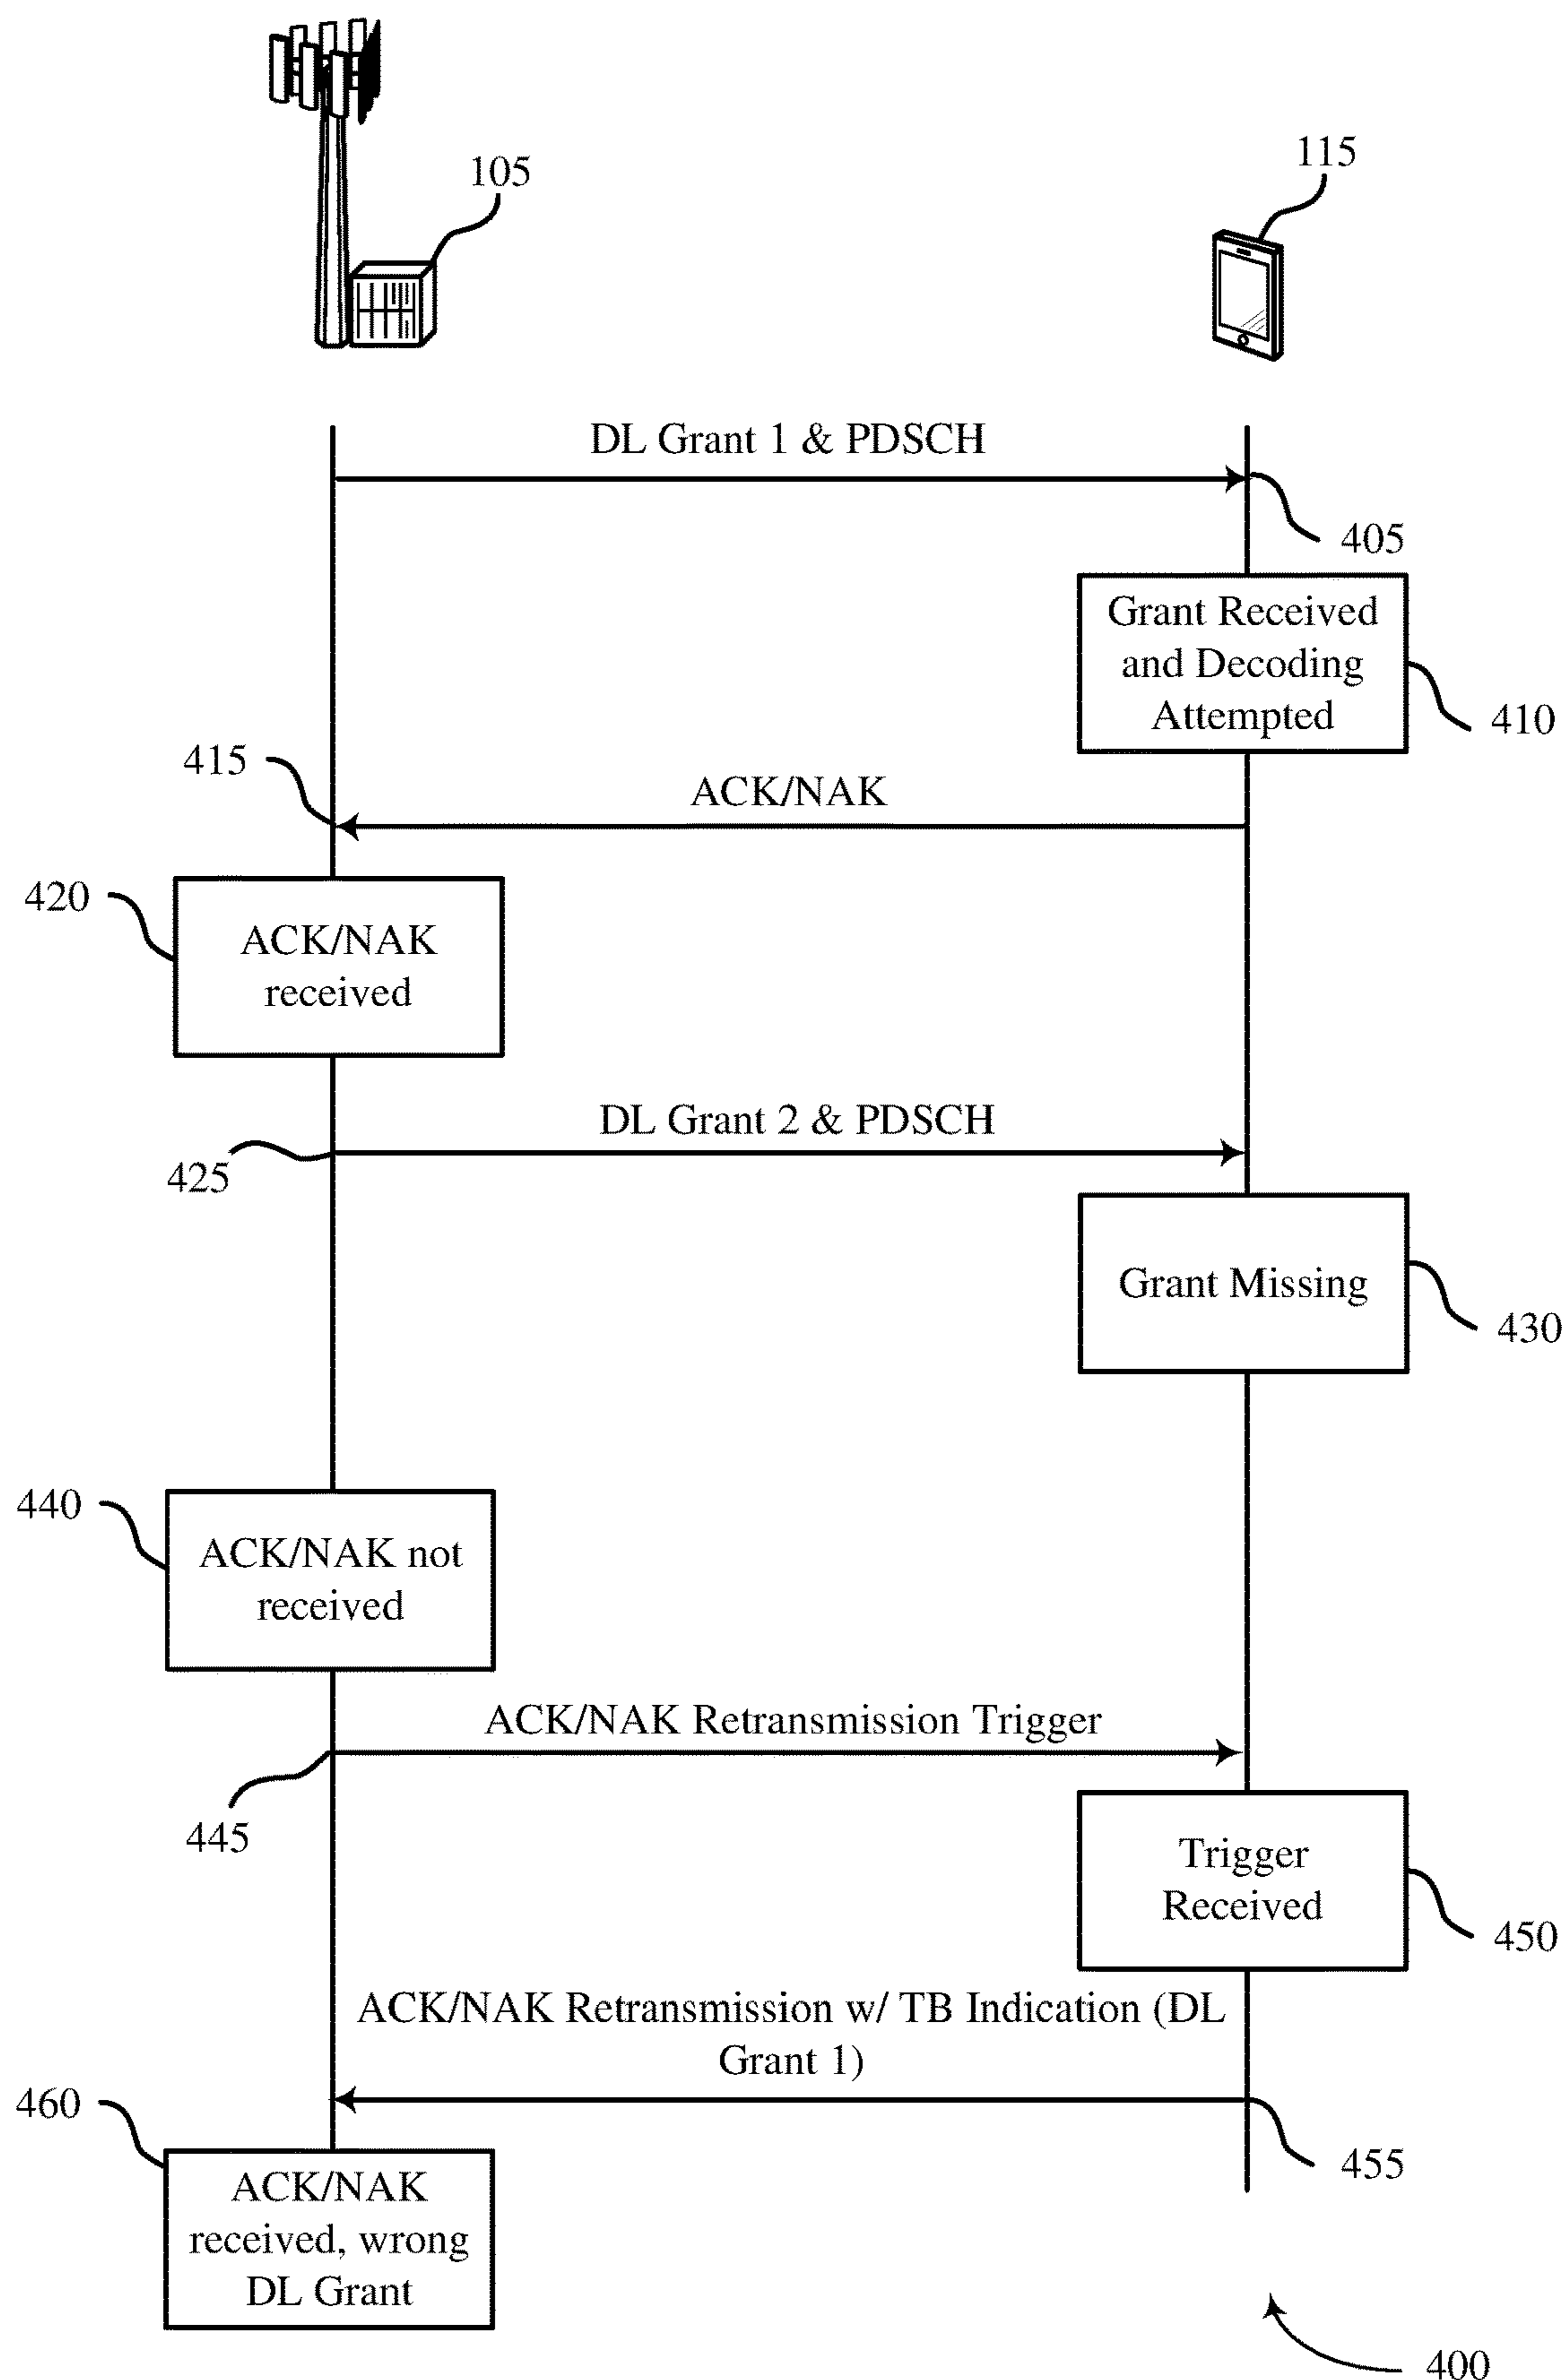 105
115
DL Grant 1 & PDSCH
405
Grant Received
and Decoding
Attempted
410
415
ACK/NAK
420
ACK/NAK
received
DL Grant 2 & PDSCH
425
Grant Missing
430
440
ACK/NAK not
received
ACK/NAK Retransmission Trigger
445
Trigger
Received
450
ACK/NAK Retransmission w/ TB Indication (DL
Grant 1)
460
455
ACK/NAK
received, wrong
DL Grant
400